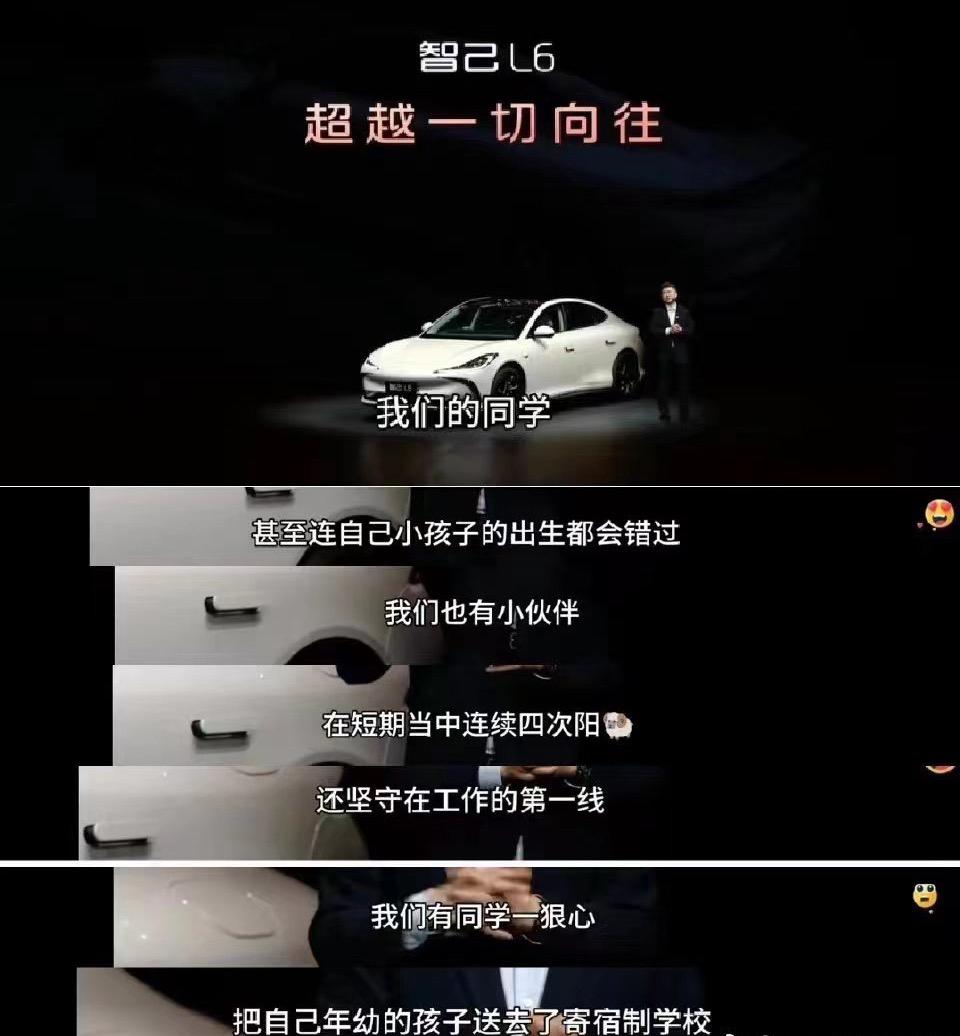 智己 L6
超越一切向往
智己 L6
我们的同学
甚至连自己小孩子的出生都会错过
我们也有小伙伴
在短期当中连续四次阳🐏
还坚守在工作的第一线
我们有同学一狠心
把自己年幼的孩子送去了寄宿制学校